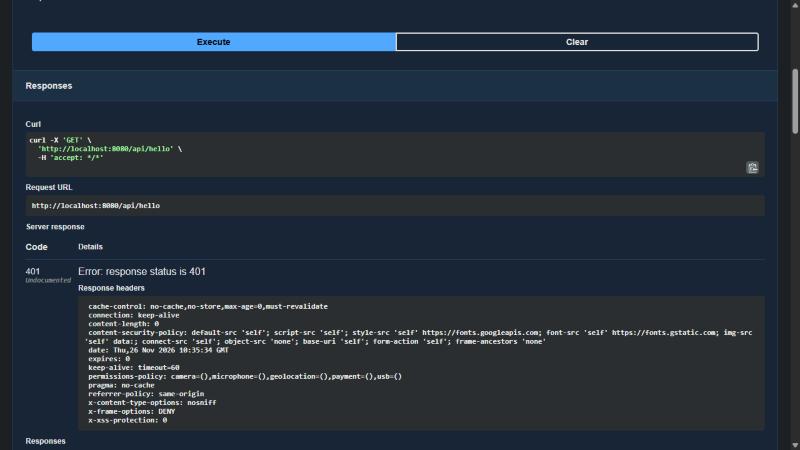 Execute
Clear
Responses
Curl
curl -X 'GET' \
'http://localhost:8080/api/hello' \
-H 'accept: */*'
Request URL
http://localhost:8080/api/hello
Server response
Code
Details
401
Undocumented
Error: response status is 401
Response headers
cache-control: no-cache,no-store,max-age=0,must-revalidate
connection: keep-alive
content-length: 0
content-security-policy: default-src 'self'; script-src 'self'; style-src 'self' https://fonts.googleapis.com; font-src 'self' https://fonts.gstatic.com; img-src
'self' data:; connect-src 'self'; object-src 'none'; base-uri 'self'; form-action 'self'; frame-ancestors 'none'
date: Thu,26 Nov 2026 10:35:34 GMT
expires: 0
keep-alive: timeout=60
permissions-policy: camera=(),microphone=(),geolocation=(),payment=(),usb=()
pragma: no-cache
referrer-policy: same-origin
x-content-type-options: nosniff
x-frame-options: DENY
x-xss-protection: 0
Responses